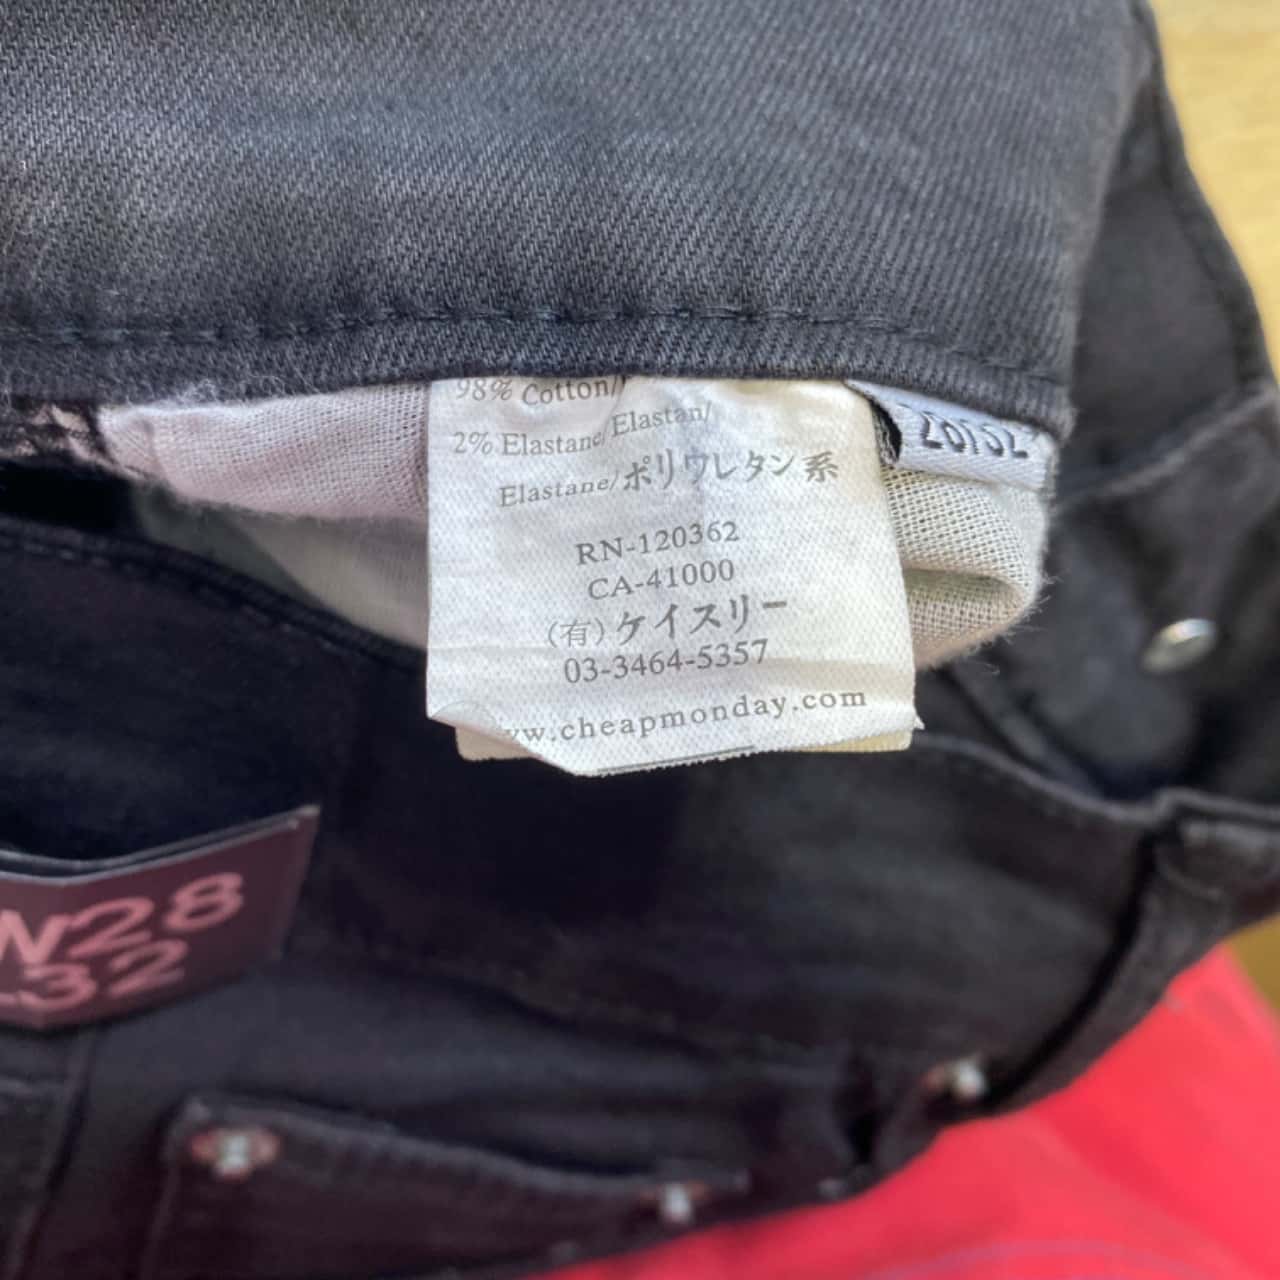 98% Cotton/
2% Elastane/Elastan/
Elastane/ポリウレタン系
RN-120362
CA-41000
(有)ケイスリー
03-3464-5357
www.cheapmonday.com
W28
L32